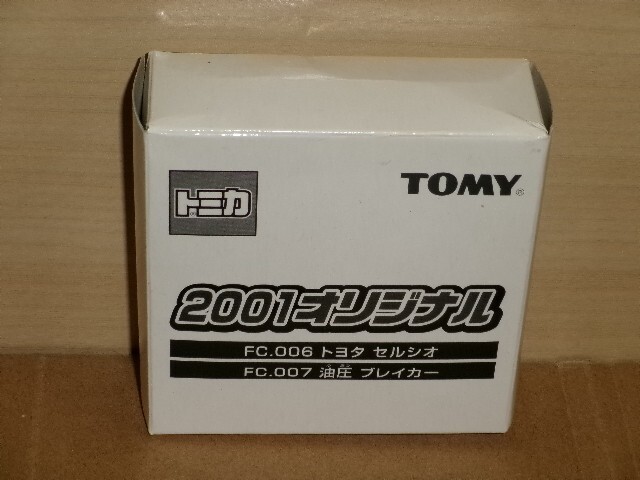 トミカ
TOMY®
2001オリジナル
FC.006 トヨタ セルシオ
FC.007 油圧 ブレイカー